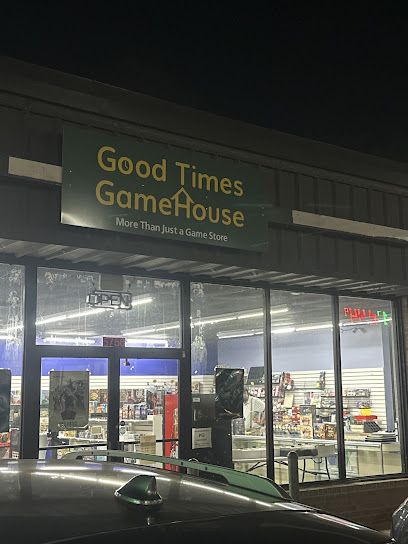 Good Times
GameHouse
More Than Just a Game Store
OPEN